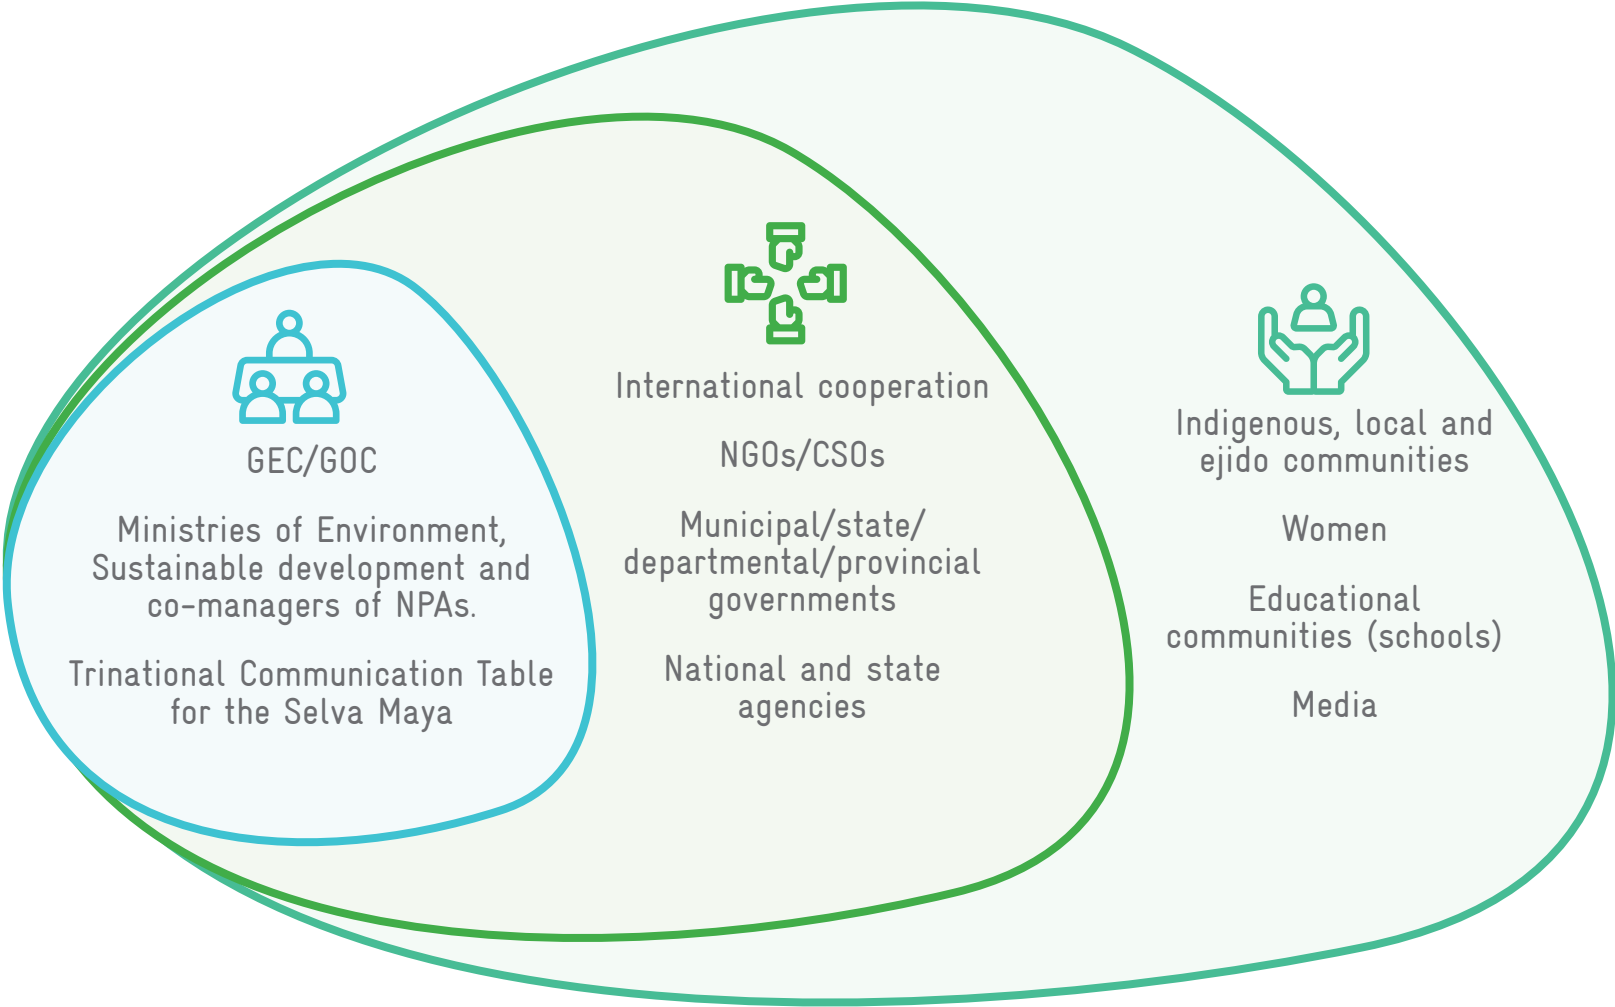 GEC/GOC
Ministries of Environment,
Sustainable development and
co-managers of NPAs.
Trinational Communication Table
for the Selva Maya
International cooperation
NGOs/CSOs
Municipal/state/
departmental/provincial
governments
National and state
agencies
Indigenous, local and
ejido communities
Women
Educational
communities (schools)
Media